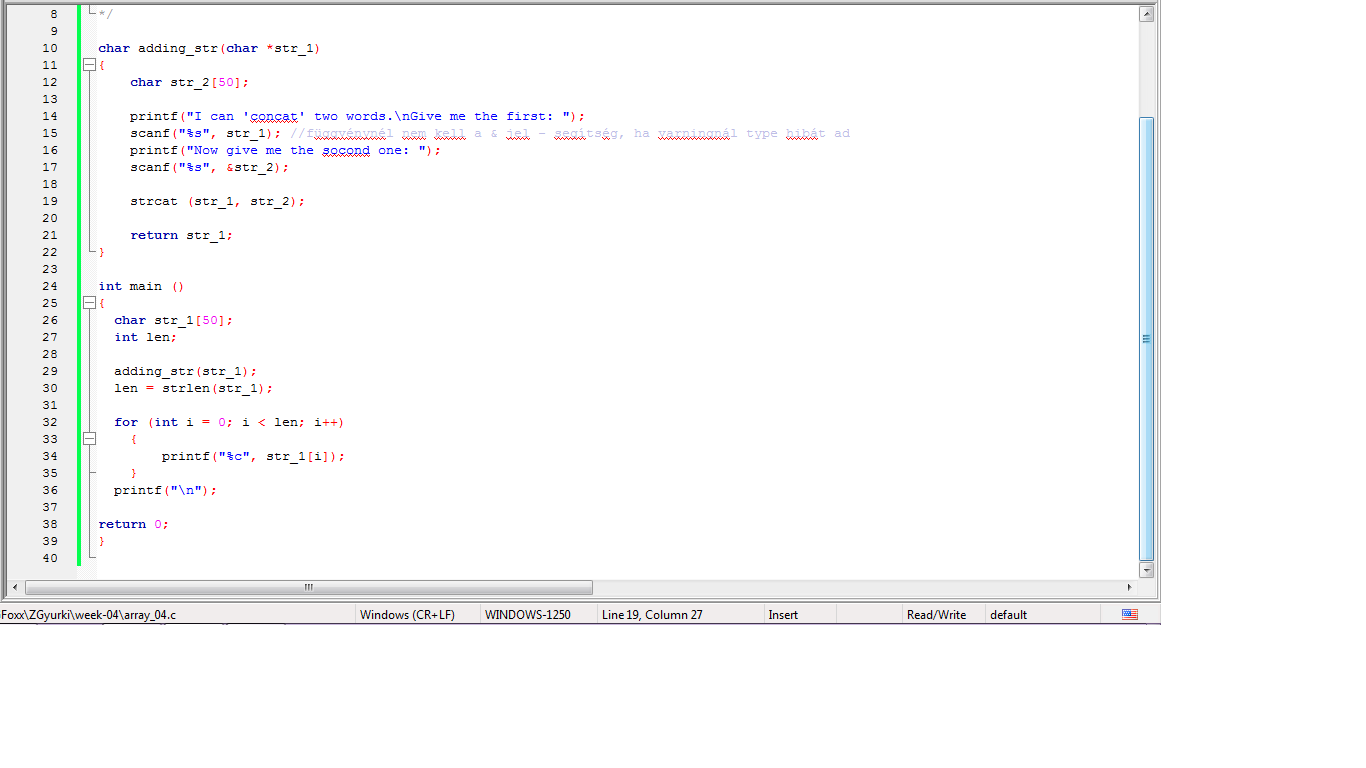 8 */
9
10 char adding_str(char *str_1)
11 {
12 char str_2[50];
13
14 printf("I can 'concat' two words.\nGive me the first: ");
15 scanf("%s", str_1); //függvénynél nem kell a & jel - segítség, ha warningnál type hibát ad
16 printf("Now give me the socond one: ");
17 scanf("%s", &str_2);
18
19 strcat (str_1, str_2);
20
21 return str_1;
22 }
23
24 int main ()
25 {
26 char str_1[50];
27 int len;
28
29 adding_str(str_1);
30 len = strlen(str_1);
31
32 for (int i = 0; i < len; i++)
33 {
34 printf("%c", str_1[i]);
35 }
36 printf("\n");
37
38 return 0;
39 }
40
Foxx\ZGyurki\week-04\array_04.c Windows (CR+LF) WINDOWS-1250 Line 19, Column 27 Insert Read/Write default